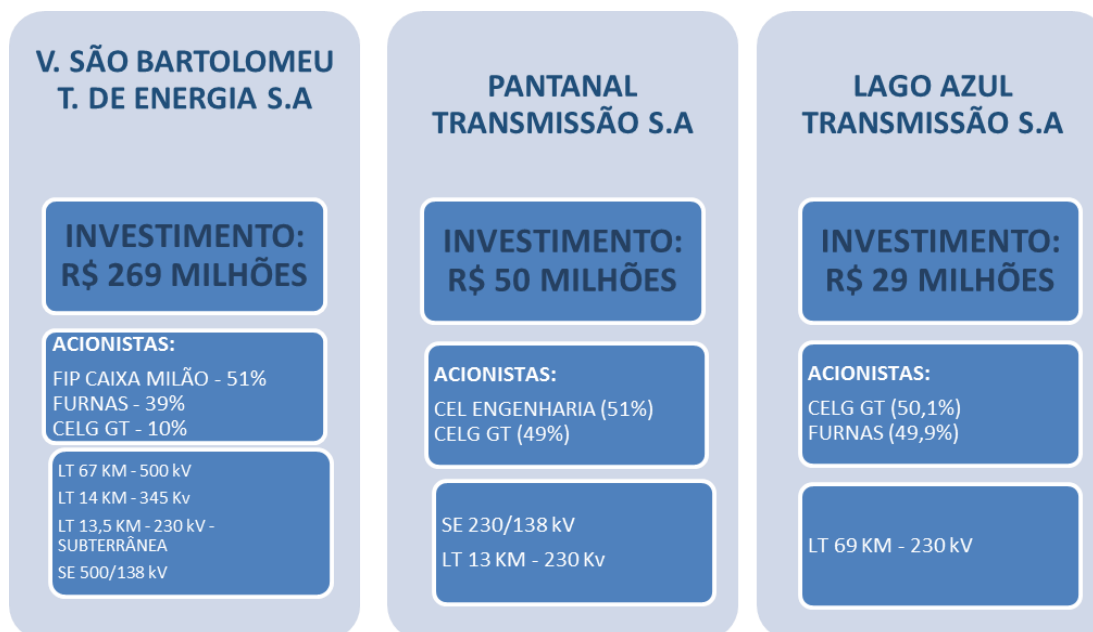 V. SÃO BARTOLOMEU
T. DE ENERGIA S.A
INVESTIMENTO:
R$ 269 MILHÕES
ACIONISTAS:
FIP CAIXA MILÃO - 51%
FURNAS - 39%
CELG GT - 10%
LT 67 KM - 500 kV
LT 14 KM - 345 Kv
LT 13,5 KM - 230 kV -
SUBTERRÂNEA
SE 500/138 kV
PANTANAL
TRANSMISSÃO S.A
INVESTIMENTO:
R$ 50 MILHÕES
ACIONISTAS:
CEL ENGENHARIA (51%)
CELG GT (49%)
SE 230/138 kV
LT 13 KM - 230 Kv
LAGO AZUL
TRANSMISSÃO S.A
INVESTIMENTO:
R$ 29 MILHÕES
ACIONISTAS:
CELG GT (50,1%)
FURNAS (49,9%)
LT 69 KM - 230 kV